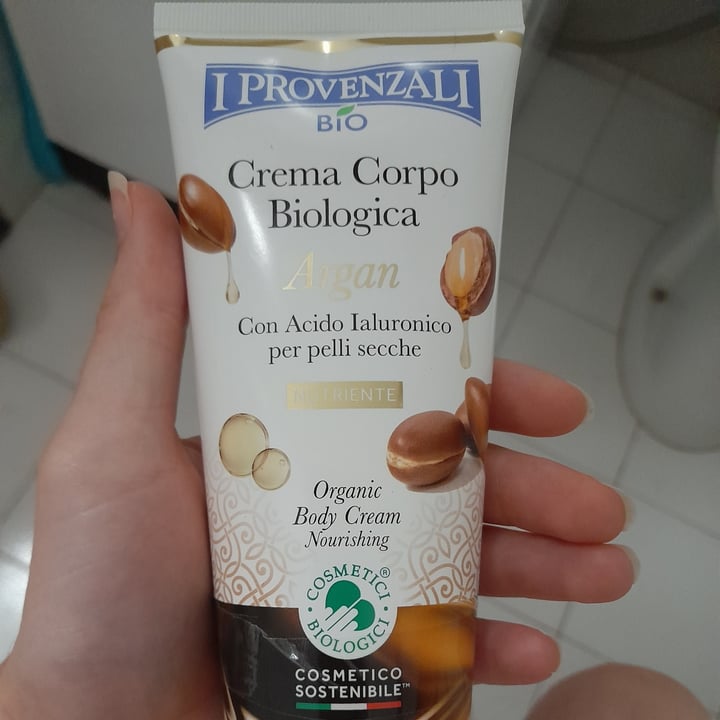 I PROVENZALI
BIO
Crema Corpo
Biologica
Argan
Con Acido Ialuronico
per pelli secche
NUTRIENTE
Organic
Body Cream
Nourishing
COSMETICI®
BIOLOGICI
COSMETICO
SOSTENIBILE™